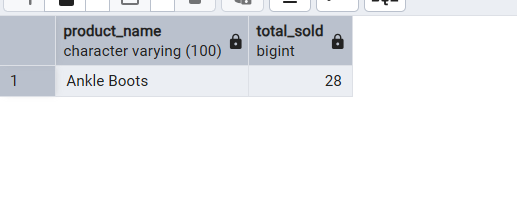 product_name total_sold
character varying (100) bigint
1 Ankle Boots 28